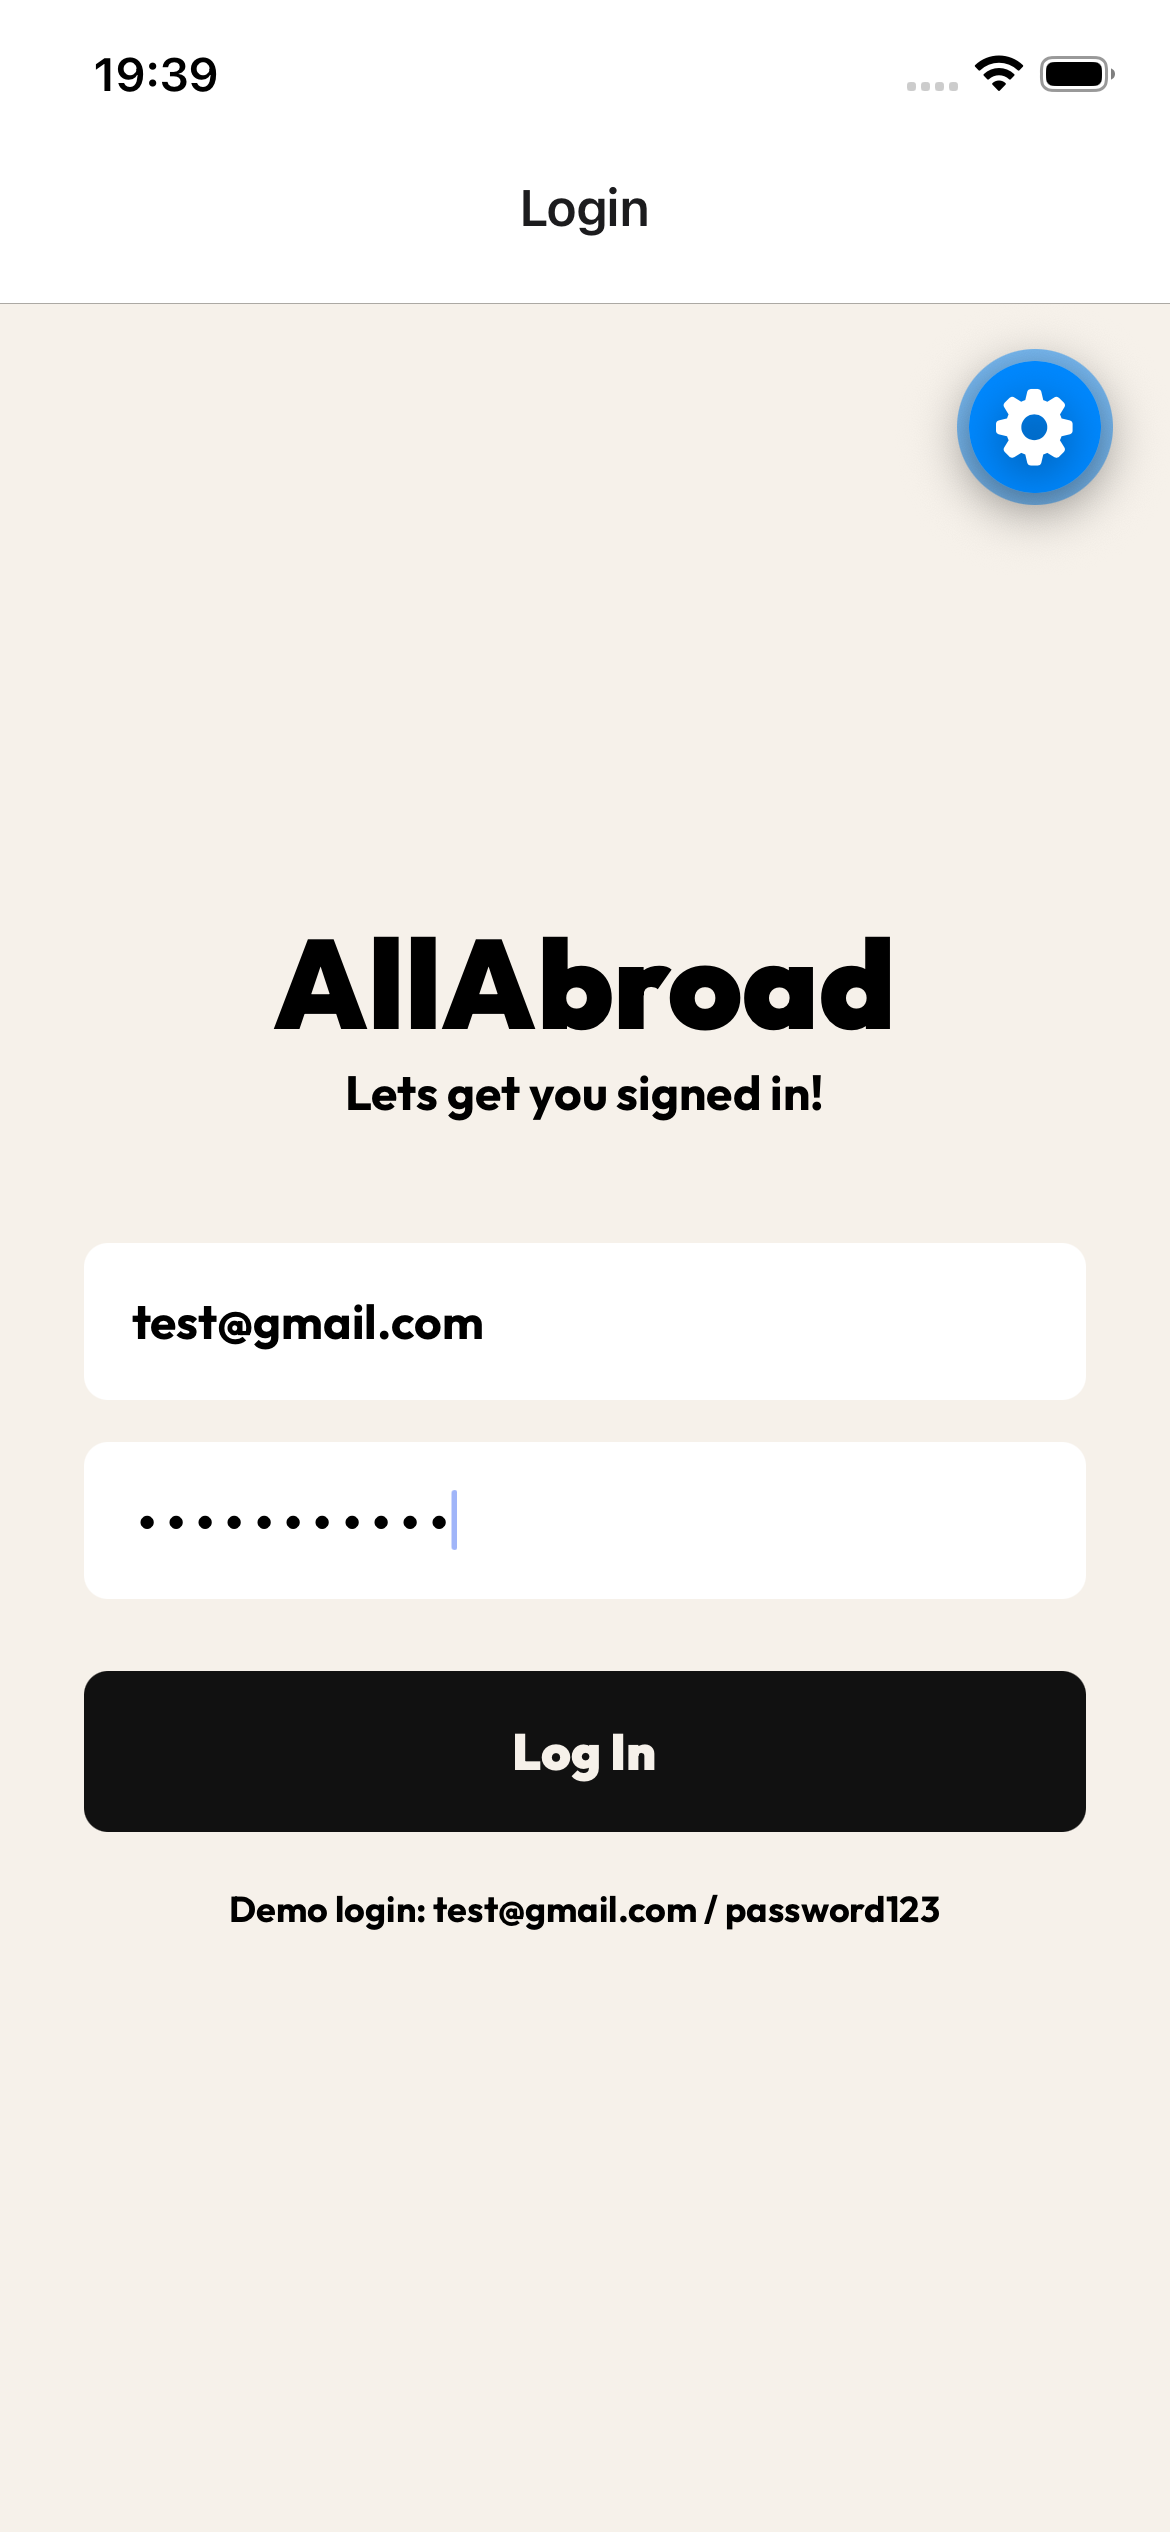 19:39
Login
AllAbroad
Lets get you signed in!
test@gmail.com
•••••••••••
Log In
Demo login: test@gmail.com / password123